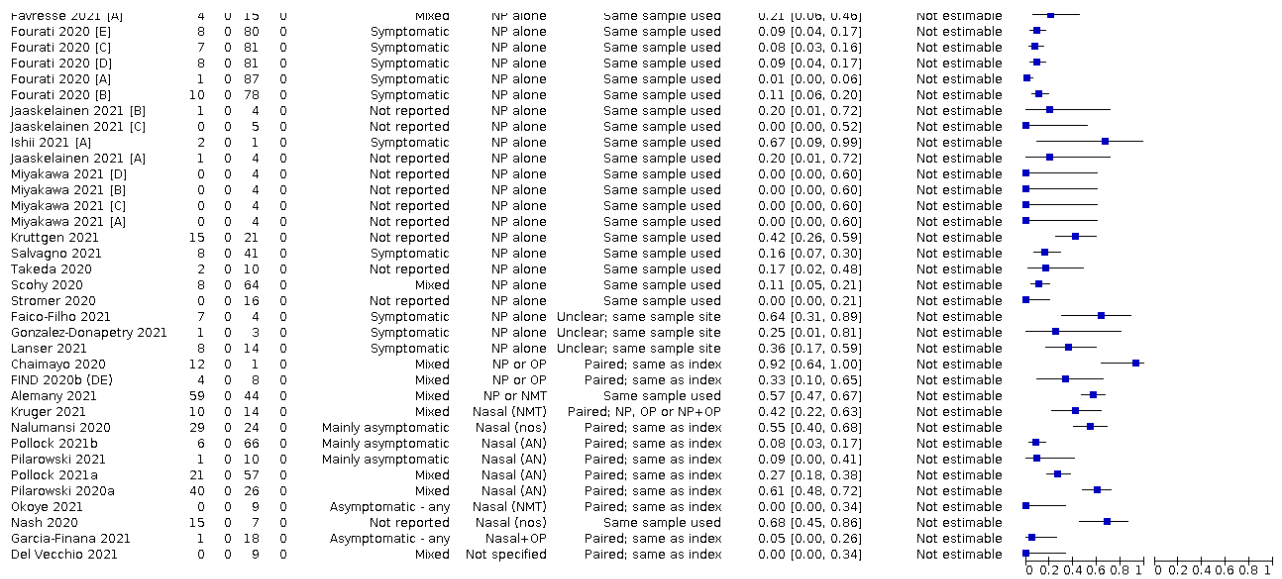 Favresse 2021 [A] 4 0 15 0 Mixed NP alone Same sample used 0.21 [0.06, 0.46] Not estimable
Fourati 2020 [E] 8 0 80 0 Symptomatic NP alone Same sample used 0.09 [0.04, 0.17] Not estimable
Fourati 2020 [C] 7 0 81 0 Symptomatic NP alone Same sample used 0.08 [0.03, 0.16] Not estimable
Fourati 2020 [D] 8 0 81 0 Symptomatic NP alone Same sample used 0.09 [0.04, 0.17] Not estimable
Fourati 2020 [A] 1 0 87 0 Symptomatic NP alone Same sample used 0.01 [0.00, 0.06] Not estimable
Fourati 2020 [B] 10 0 78 0 Symptomatic NP alone Same sample used 0.11 [0.06, 0.20] Not estimable
Jaaskelainen 2021 [B] 1 0 4 0 Not reported NP alone Same sample used 0.20 [0.01, 0.72] Not estimable
Jaaskelainen 2021 [C] 0 0 5 0 Not reported NP alone Same sample used 0.00 [0.00, 0.52] Not estimable
Ishii 2021 [A] 2 0 1 0 Symptomatic NP alone Same sample used 0.67 [0.09, 0.99] Not estimable
Jaaskelainen 2021 [A] 1 0 4 0 Not reported NP alone Same sample used 0.20 [0.01, 0.72] Not estimable
Miyakawa 2021 [D] 0 0 4 0 Not reported NP alone Same sample used 0.00 [0.00, 0.60] Not estimable
Miyakawa 2021 [B] 0 0 4 0 Not reported NP alone Same sample used 0.00 [0.00, 0.60] Not estimable
Miyakawa 2021 [C] 0 0 4 0 Not reported NP alone Same sample used 0.00 [0.00, 0.60] Not estimable
Miyakawa 2021 [A] 0 0 4 0 Not reported NP alone Same sample used 0.00 [0.00, 0.60] Not estimable
Kruttgen 2021 15 0 21 0 Not reported NP alone Same sample used 0.42 [0.26, 0.59] Not estimable
Salvagno 2021 8 0 41 0 Symptomatic NP alone Same sample used 0.16 [0.07, 0.30] Not estimable
Takeda 2020 2 0 10 0 Not reported NP alone Same sample used 0.17 [0.02, 0.48] Not estimable
Scohy 2020 8 0 64 0 Mixed NP alone Same sample used 0.11 [0.05, 0.21] Not estimable
Stromer 2020 0 0 16 0 Not reported NP alone Same sample used 0.00 [0.00, 0.21] Not estimable
Faico-Filho 2021 7 0 4 0 Symptomatic NP alone Unclear; same sample site 0.64 [0.31, 0.89] Not estimable
Gonzalez-Donapetry 2021 1 0 3 0 Symptomatic NP alone Unclear; same sample site 0.25 [0.01, 0.81] Not estimable
Lanser 2021 8 0 14 0 Symptomatic NP alone Unclear; same sample site 0.36 [0.17, 0.59] Not estimable
Chaimayo 2020 12 0 1 0 Mixed NP or OP Paired; same as index 0.92 [0.64, 1.00] Not estimable
FIND 2020b (DE) 4 0 8 0 Mixed NP or OP Paired; same as index 0.33 [0.10, 0.65] Not estimable
Alemany 2021 59 0 44 0 Mixed NP or NMT Same sample used 0.57 [0.47, 0.67] Not estimable
Kruger 2021 10 0 14 0 Mixed Nasal (NMT) Paired; NP, OP or NP+OP 0.42 [0.22, 0.63] Not estimable
Nalumansi 2020 29 0 24 0 Mainly asymptomatic Nasal (nos) Paired; same as index 0.55 [0.40, 0.68] Not estimable
Pollock 2021b 6 0 66 0 Mainly asymptomatic Nasal (AN) Paired; same as index 0.08 [0.03, 0.17] Not estimable
Pilarowski 2021 1 0 10 0 Mainly asymptomatic Nasal (AN) Paired; same as index 0.09 [0.00, 0.41] Not estimable
Pollock 2021a 21 0 57 0 Mixed Nasal (AN) Paired; same as index 0.27 [0.18, 0.38] Not estimable
Pilarowski 2020a 40 0 26 0 Mixed Nasal (AN) Paired; same as index 0.61 [0.48, 0.72] Not estimable
Okoye 2021 0 0 9 0 Asymptomatic - any Nasal (NMT) Paired; same as index 0.00 [0.00, 0.34] Not estimable
Nash 2020 15 0 7 0 Not reported Nasal (nos) Same sample used 0.68 [0.45, 0.86] Not estimable
Garcia-Finana 2021 1 0 18 0 Asymptomatic - any Nasal+OP Paired; same as index 0.05 [0.00, 0.26] Not estimable
Del Vecchio 2021 0 0 9 0 Mixed Not specified Paired; same as index 0.00 [0.00, 0.34] Not estimable
0 0.2 0.4 0.6 0.8 1 0 0.2 0.4 0.6 0.8 1